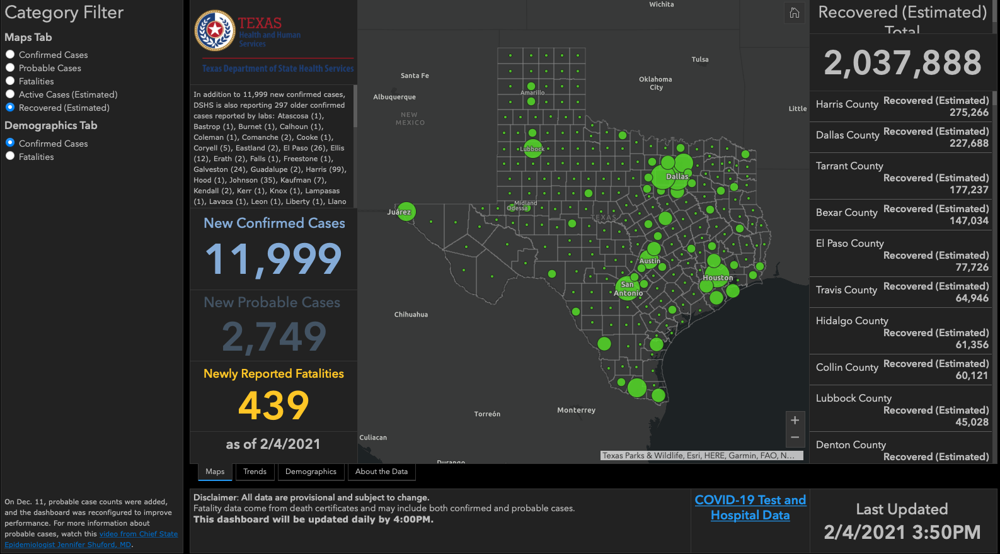 Category Filter
Maps Tab
Confirmed Cases
Probable Cases
Fatalities
Active Cases (Estimated)
Recovered (Estimated)
Demographics Tab
Confirmed Cases
Fatalities
On Dec. 11, probable case counts were added,
and the dashboard was reconfigured to improve
performance. For more information about
probable cases, watch this video from Chief State
Epidemiologist Jennifer Shuford, MD.
TEXAS
Health and Human
Services
Texas Department of State Health Services
In addition to 11,999 new confirmed cases,
DSHS is also reporting 297 older confirmed
cases reported by labs: Atascosa (1),
Bastrop (1), Burnet (1), Calhoun (1),
Coleman (1), Comanche (2), Cooke (1),
Coryell (5), Eastland (2), El Paso (26), Ellis
(12), Erath (2), Falls (1), Freestone (1),
Galveston (24), Guadalupe (2), Harris (99),
Hood (1), Johnson (35), Kaufman (7),
Kendall (2), Kerr (1), Knox (1), Lampasas
(1), Lavaca (1), Leon (1), Liberty (1), Llano
New Confirmed Cases
11,999
New Probable Cases
2,749
Newly Reported Fatalities
439
as of 2/4/2021
Wichita
Tulsa
Santa Fe
Oklahoma
City
Amarillo
Albuquerque
Little
NEW
MEXICO
Lubbock
Dallas
Midland
Odessa
Juárez
TEXAS
Austin
Houston
San
Antonio
Chihuahua
Monterrey
Torreón
Culiacan
Durango
+
−
Texas Parks & Wildlife, Esri, HERE, Garmin, FAO, N...
Maps
Trends
Demographics
About the Data
Recovered (Estimated)
Total
2,037,888
Harris County Recovered (Estimated)
275,266
Dallas County Recovered (Estimated)
227,688
Tarrant County
Recovered (Estimated)
177,237
Bexar County Recovered (Estimated)
147,034
El Paso County
Recovered (Estimated)
77,726
Travis County Recovered (Estimated)
64,946
Hidalgo County
Recovered (Estimated)
61,356
Collin County Recovered (Estimated)
60,121
Lubbock County
Recovered (Estimated)
45,028
Denton County
Recovered (Estimated)
Disclaimer: All data are provisional and subject to change.
Fatality data come from death certificates and may include both confirmed and probable cases.
This dashboard will be updated daily by 4:00PM.
COVID-19 Test and
Hospital Data
Last Updated
2/4/2021 3:50PM